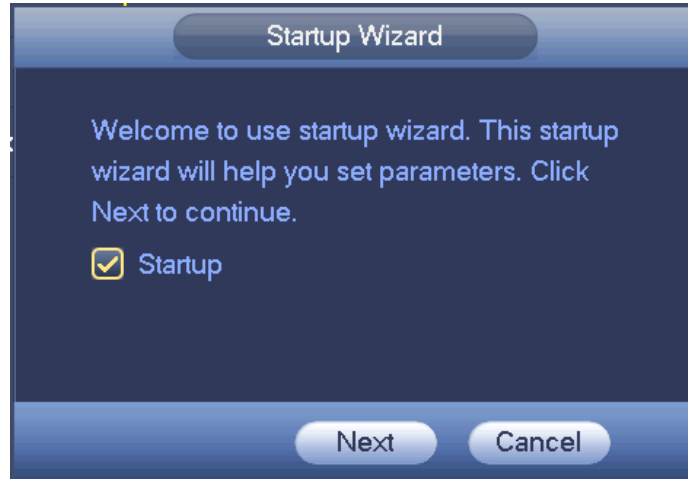 Startup Wizard
Welcome to use startup wizard. This startup
wizard will help you set parameters. Click
Next to continue.
Startup
Next Cancel